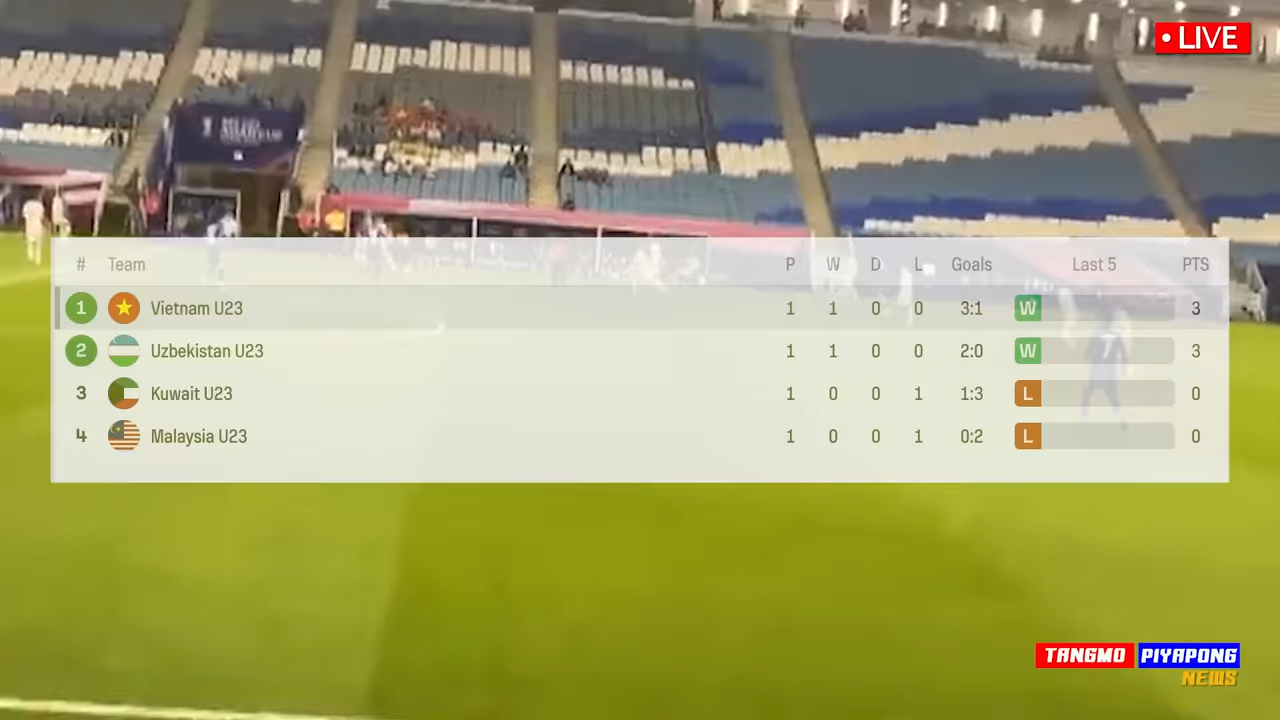 • LIVE
# Team P W D L Goals Last 5 PTS
1 Vietnam U23 1 1 0 0 3:1 W 3
2 Uzbekistan U23 1 1 0 0 2:0 W 3
3 Kuwait U23 1 0 0 1 1:3 L 0
4 Malaysia U23 1 0 0 1 0:2 L 0
7
TANGMO PIYAPONG
NEWS